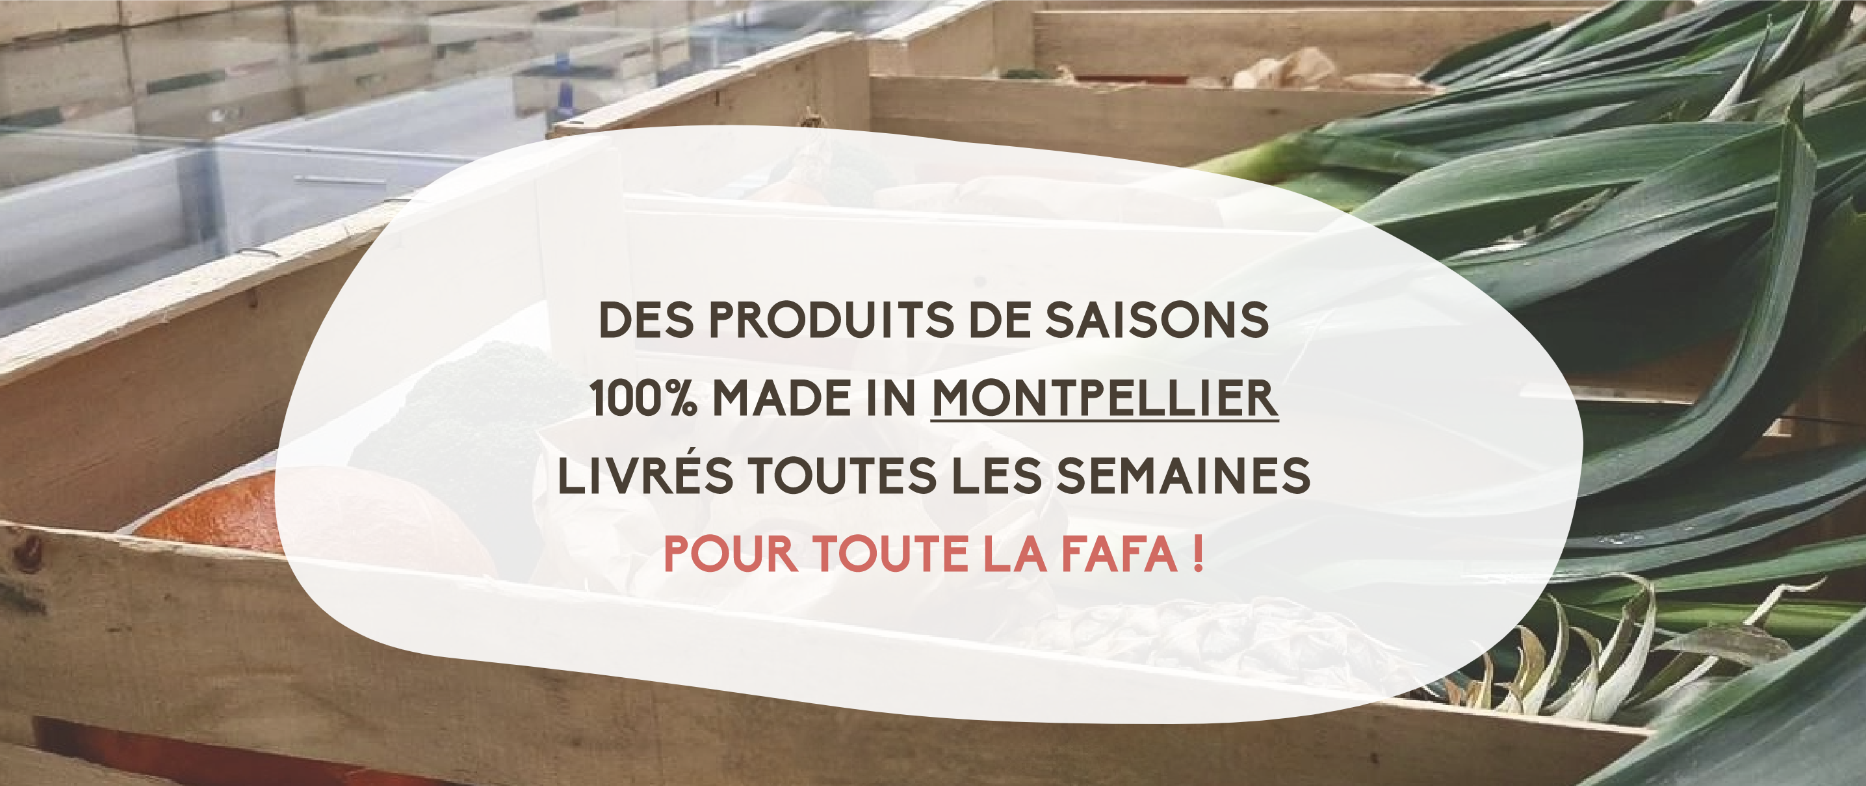 DES PRODUITS DE SAISONS
100% MADE IN MONTPELLIER
LIVRÉS TOUTES LES SEMAINES
POUR TOUTE LA FAFA !